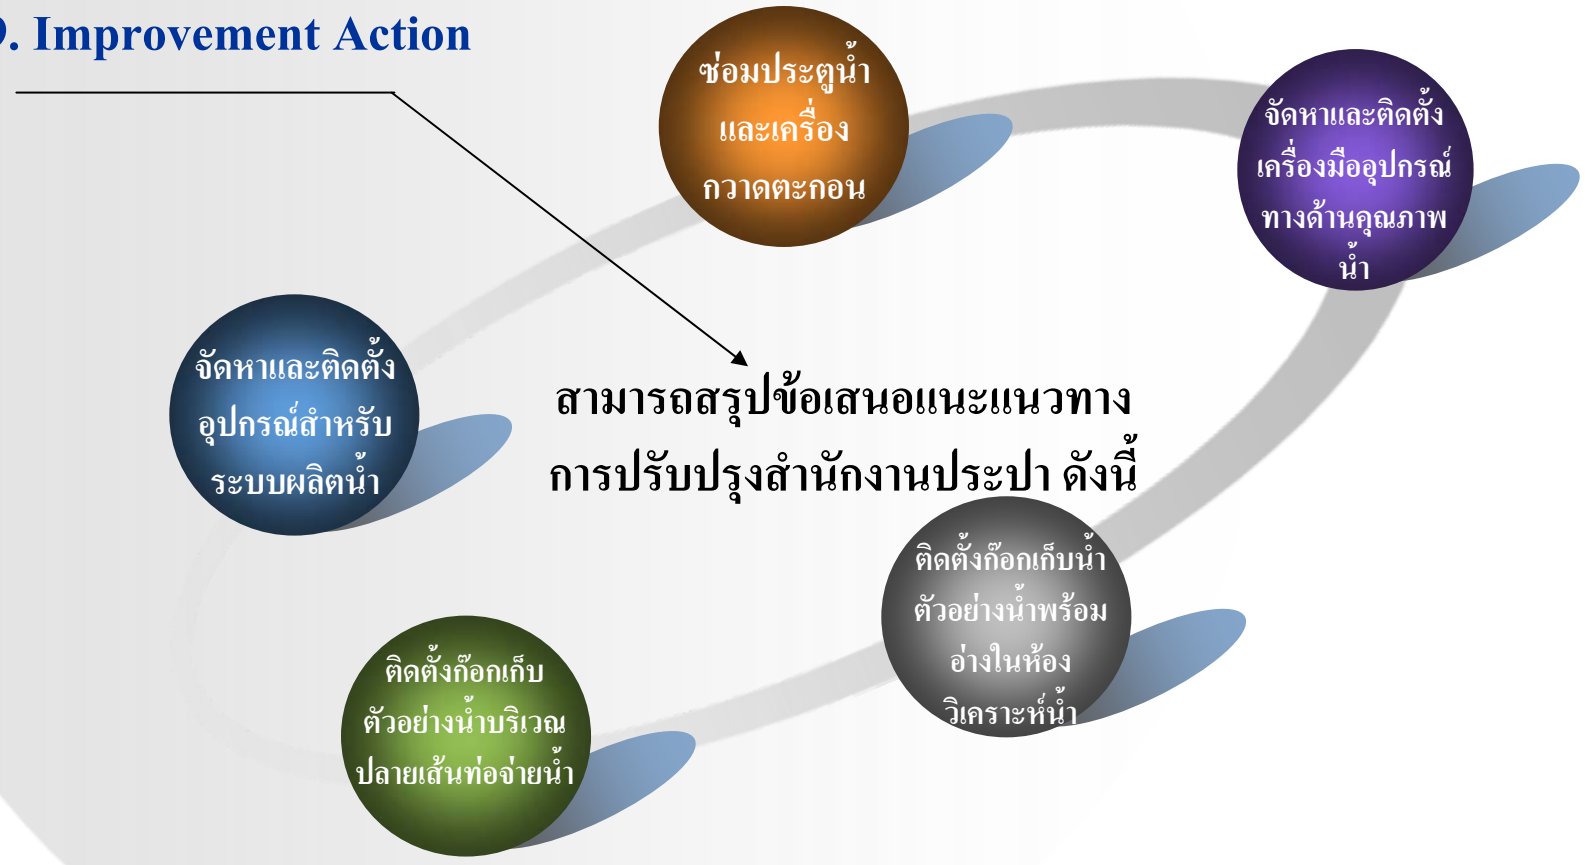 9. Improvement Action
ซ่อมประตูน้ำ
และเครื่อง
กวาดตะกอน
จัดหาและติดตั้ง
เครื่องมืออุปกรณ์
ทางด้านคุณภาพ
น้ำ
จัดหาและติดตั้ง
อุปกรณ์สำหรับ
ระบบผลิตน้ำ
สามารถสรุปข้อเสนอแนะแนวทาง
การปรับปรุงสำนักงานประปา ดังนี้
ติดตั้งก๊อกเก็บน้ำ
ตัวอย่างน้ำพร้อม
อ่างในห้อง
วิเคราะห์น้ำ
ติดตั้งก๊อกเก็บ
ตัวอย่างน้ำบริเวณ
ปลายเส้นท่อจ่ายน้ำ